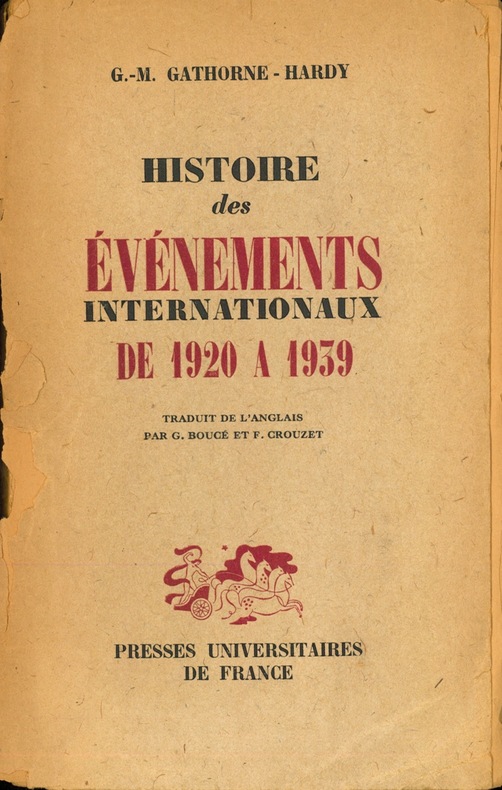 G.-M. GATHORNE-HARDY
HISTOIRE
des
ÉVÉNEMENTS
INTERNATIONAUX
DE 1920 A 1939
TRADUIT DE L'ANGLAIS
PAR G. BOUCÉ ET F. CROUZET
PRESSES UNIVERSITAIRES
DE FRANCE